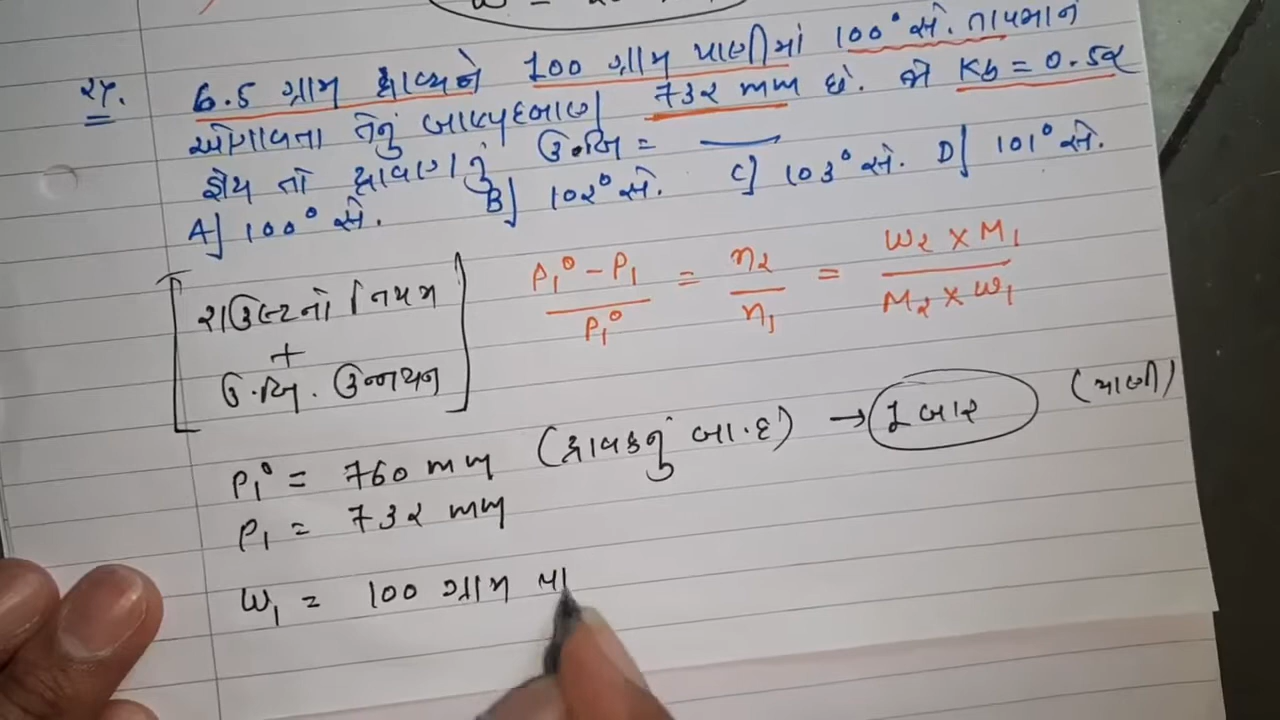 ૨૫. 6.5 ગ્રામ દ્રાવ્યને 100 ગ્રામ પાણીમાં 100° સે. તાપમાને
ઓગાળતા તેનું બાષ્પદબાણ 732 mm છે. જો Kb = 0.52
હોય તો દ્રાવણનું ઉ.બિં =
A] 100° સે. B] 102° સે. C] 103° સે. D] 101° સે.
રાઉલ્ટનો નિયમ
+
ઉ.બિં. ઉન્નયન
P₁° - P₁ / P₁° = n₂ / n₁ = W₂ × M₁ / M₂ × W₁
P₁° = 760 mm (દ્રાવકનું બા.દ) → 1 બાર (પાણી)
P₁ = 732 mm
W₁ = 100 ગ્રામ પા